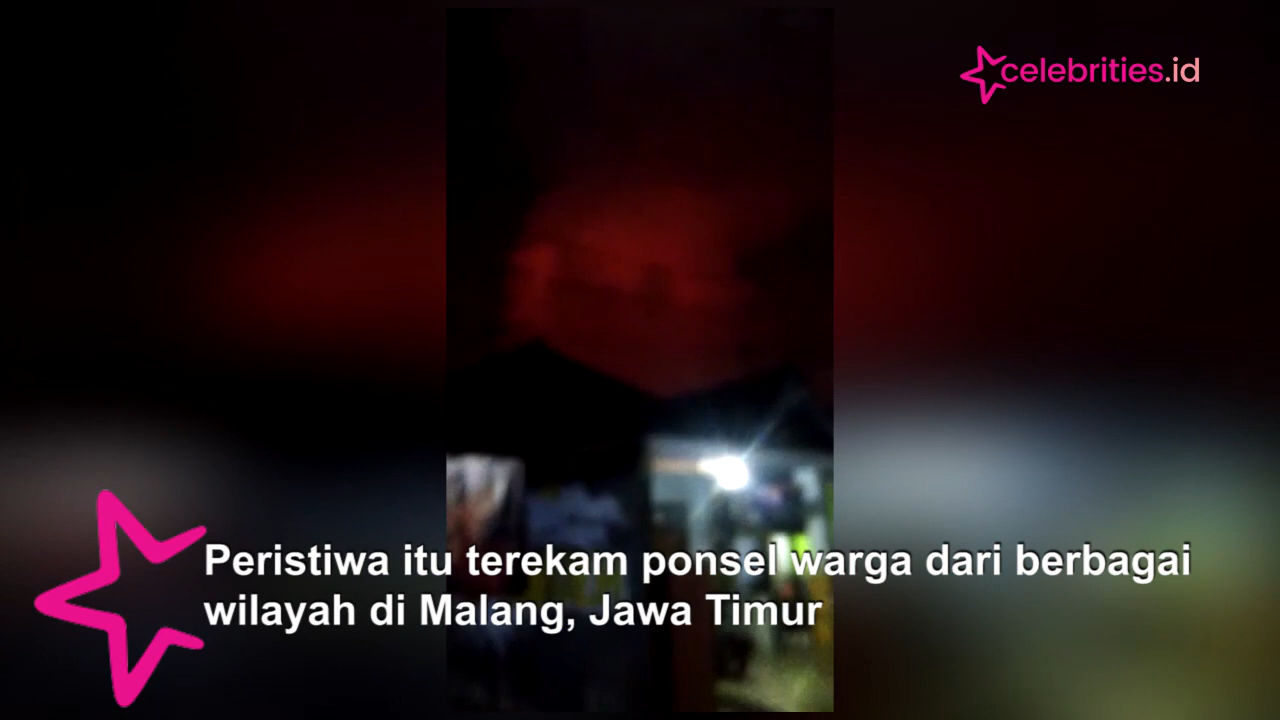 celebrities.id
Peristiwa itu terekam ponsel warga dari berbagai
wilayah di Malang, Jawa Timur